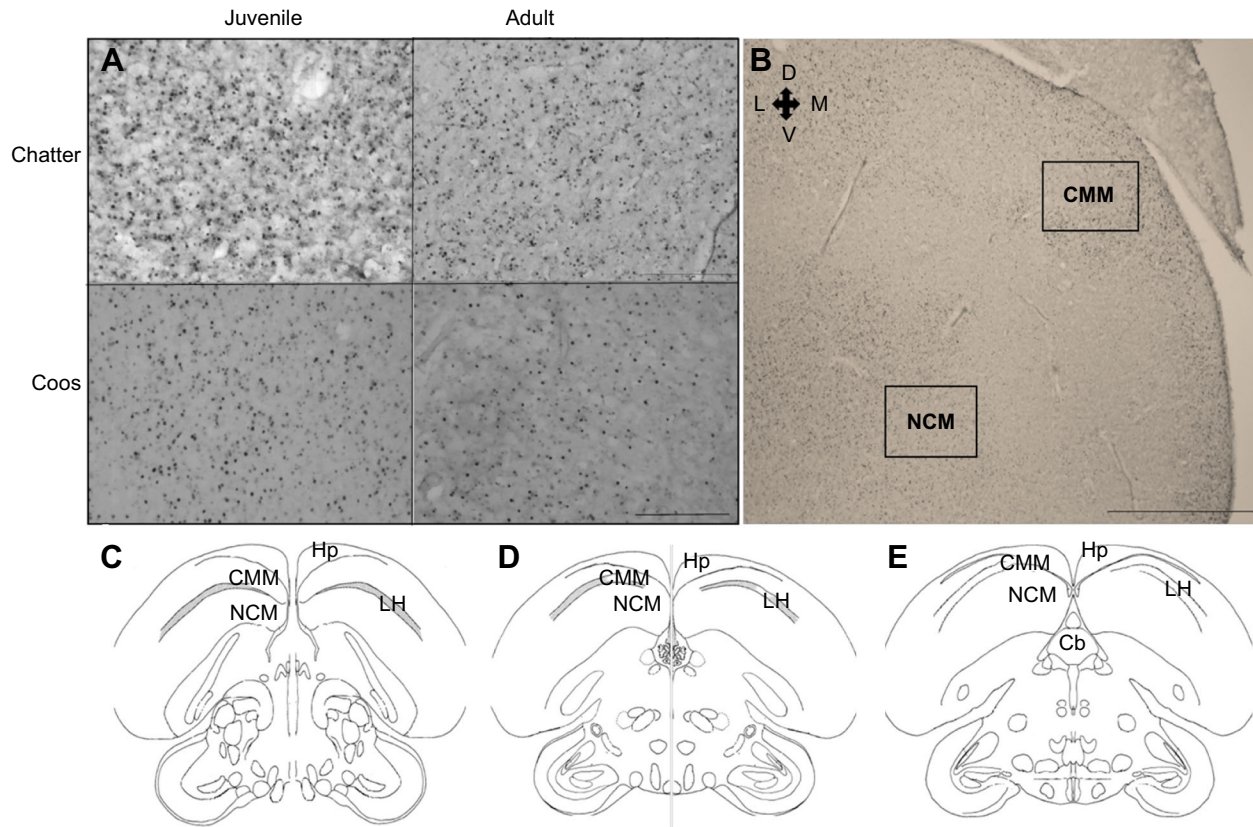 Juvenile Adult
A
B
D
L M
V
Chatter
CMM
Coos
NCM
C
Hp
CMM
NCM
LH
D
Hp
CMM
NCM
LH
E
Hp
CMM
NCM
LH
Cb